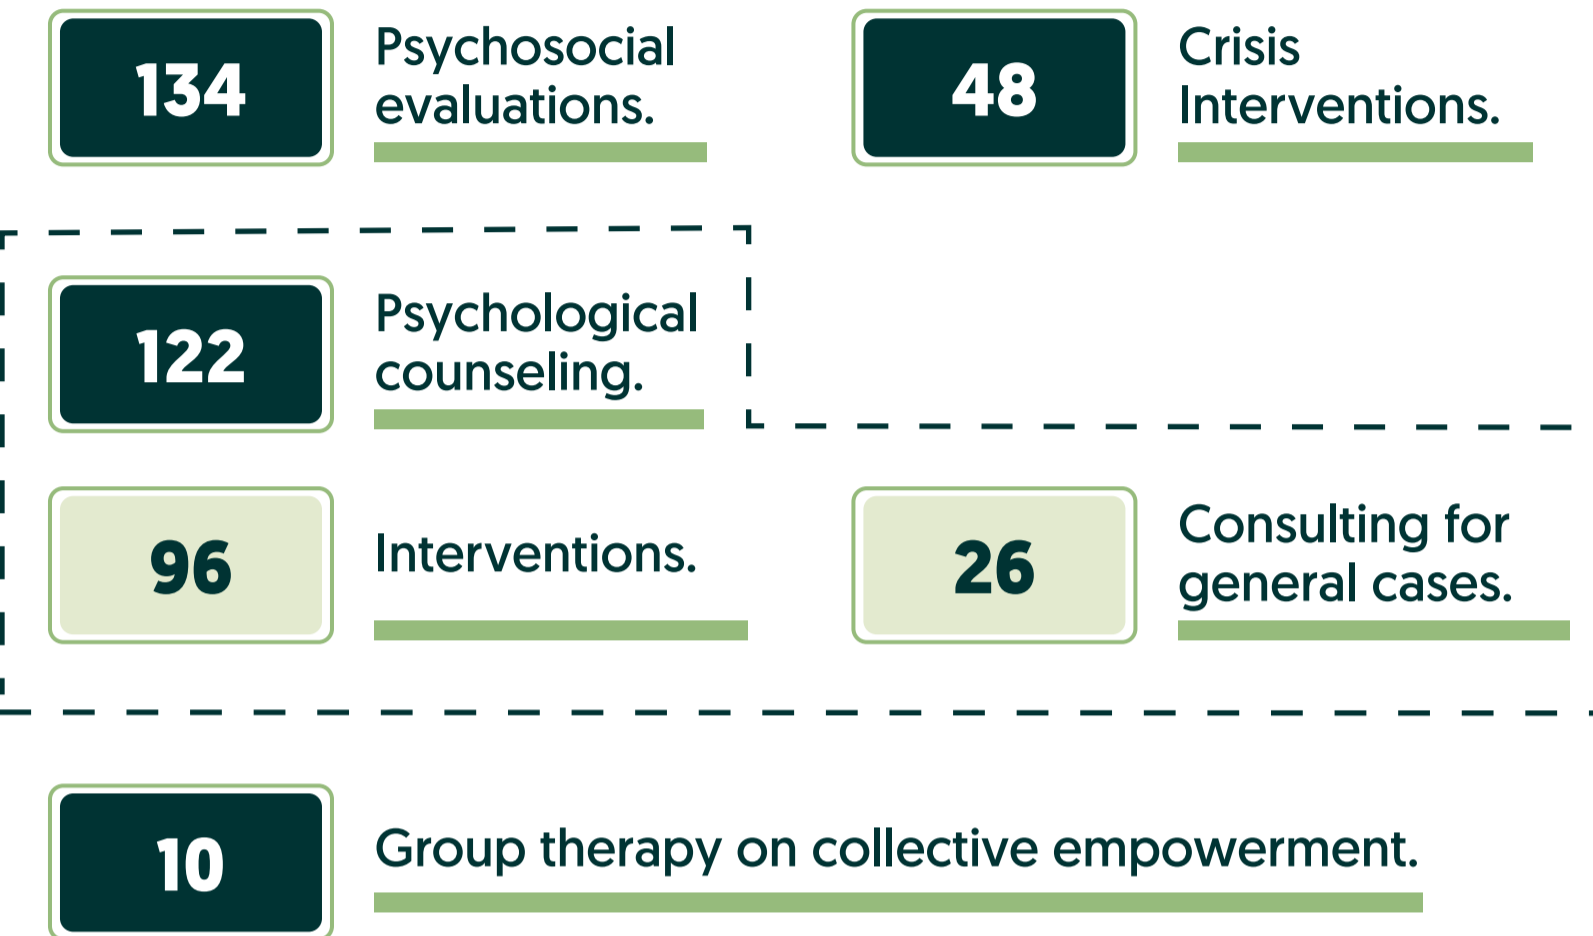 134
Psychosocial
evaluations.
48
Crisis
Interventions.
122
Psychological
counseling.
96
Interventions.
26
Consulting for
general cases.
10
Group therapy on collective empowerment.